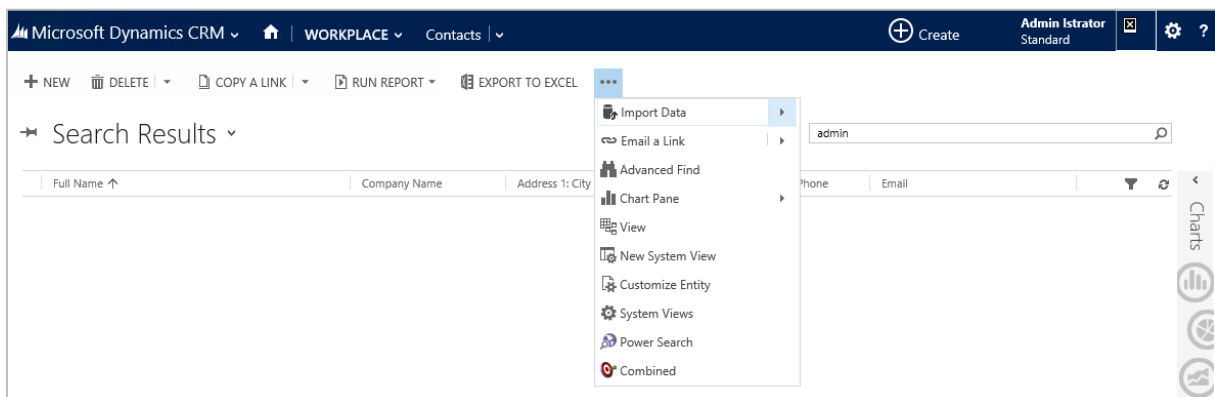 Microsoft Dynamics CRM WORKPLACE Contacts Create Admin Istrator
Standard ?
NEW DELETE COPY A LINK RUN REPORT EXPORT TO EXCEL
Import Data
Search Results
admin
Email a Link
Advanced Find
Full Name Company Name Address 1: City Phone Email
Chart Pane
View
New System View
Customize Entity
System Views
Power Search
Combined
Charts